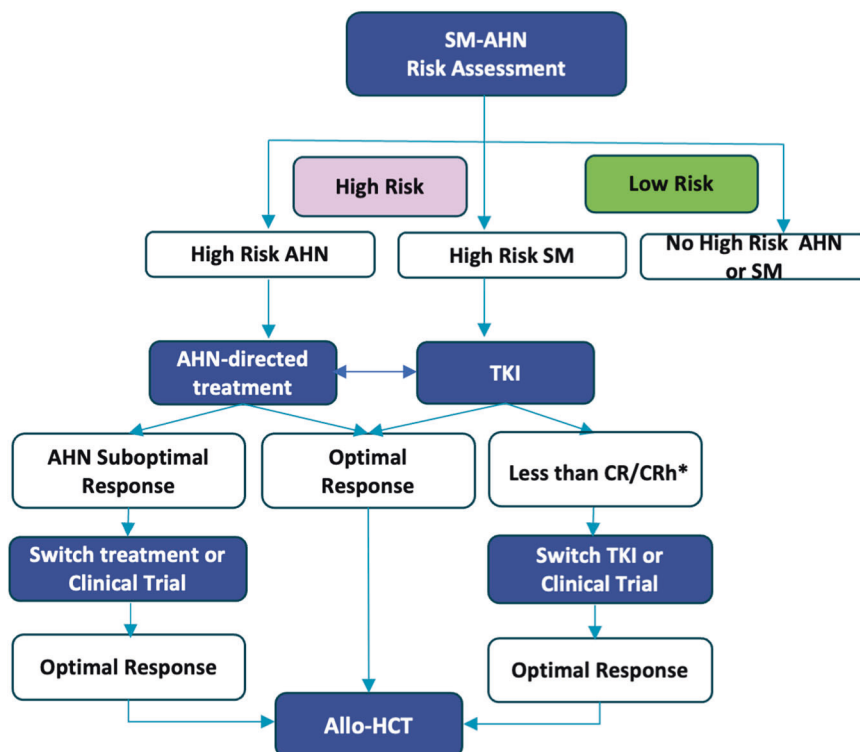 SM-AHN
Risk Assessment
High Risk
Low Risk
High Risk AHN
High Risk SM
No High Risk  AHN
or SM
AHN-directed
treatment
TKI
AHN Suboptimal
Response
Optimal
Response
Less than CR/CRh*
Switch treatment or
Clinical Trial
Switch TKI or
Clinical Trial
Optimal Response
Optimal Response
Allo-HCT